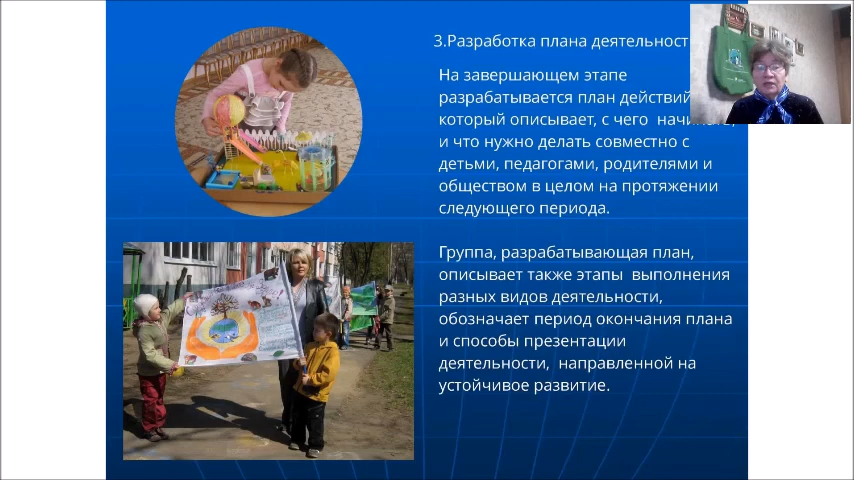 3.Разработка плана деятельност
На завершающем этапе
разрабатывается план действий
который описывает, с чего
и что нужно делать совместно с
детьми, педагогами, родителями и
обществом в целом на протяжении
следующего периода.
Группа, разрабатывающая план,
описывает также этапы выполнения
разных видов деятельности,
обозначает период окончания плана
и способы презентации
деятельности, направленной на
устойчивое развитие.